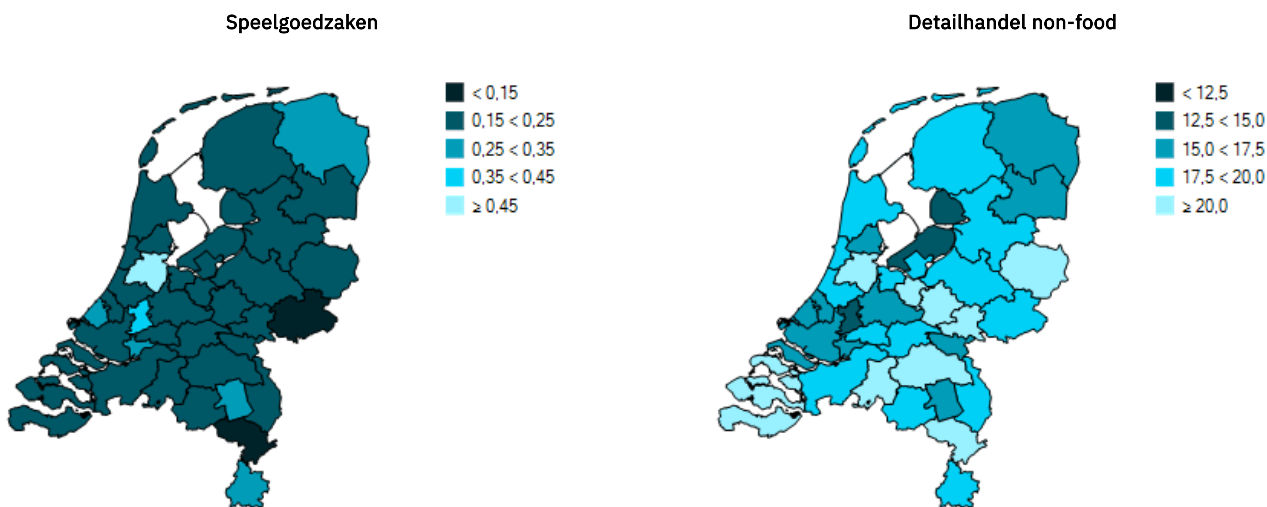 Speelgoedzaken
< 0,15
0,15 < 0,25
0,25 < 0,35
0,35 < 0,45
≥ 0,45
Detailhandel non-food
< 12,5
12,5 < 15,0
15,0 < 17,5
17,5 < 20,0
≥ 20,0